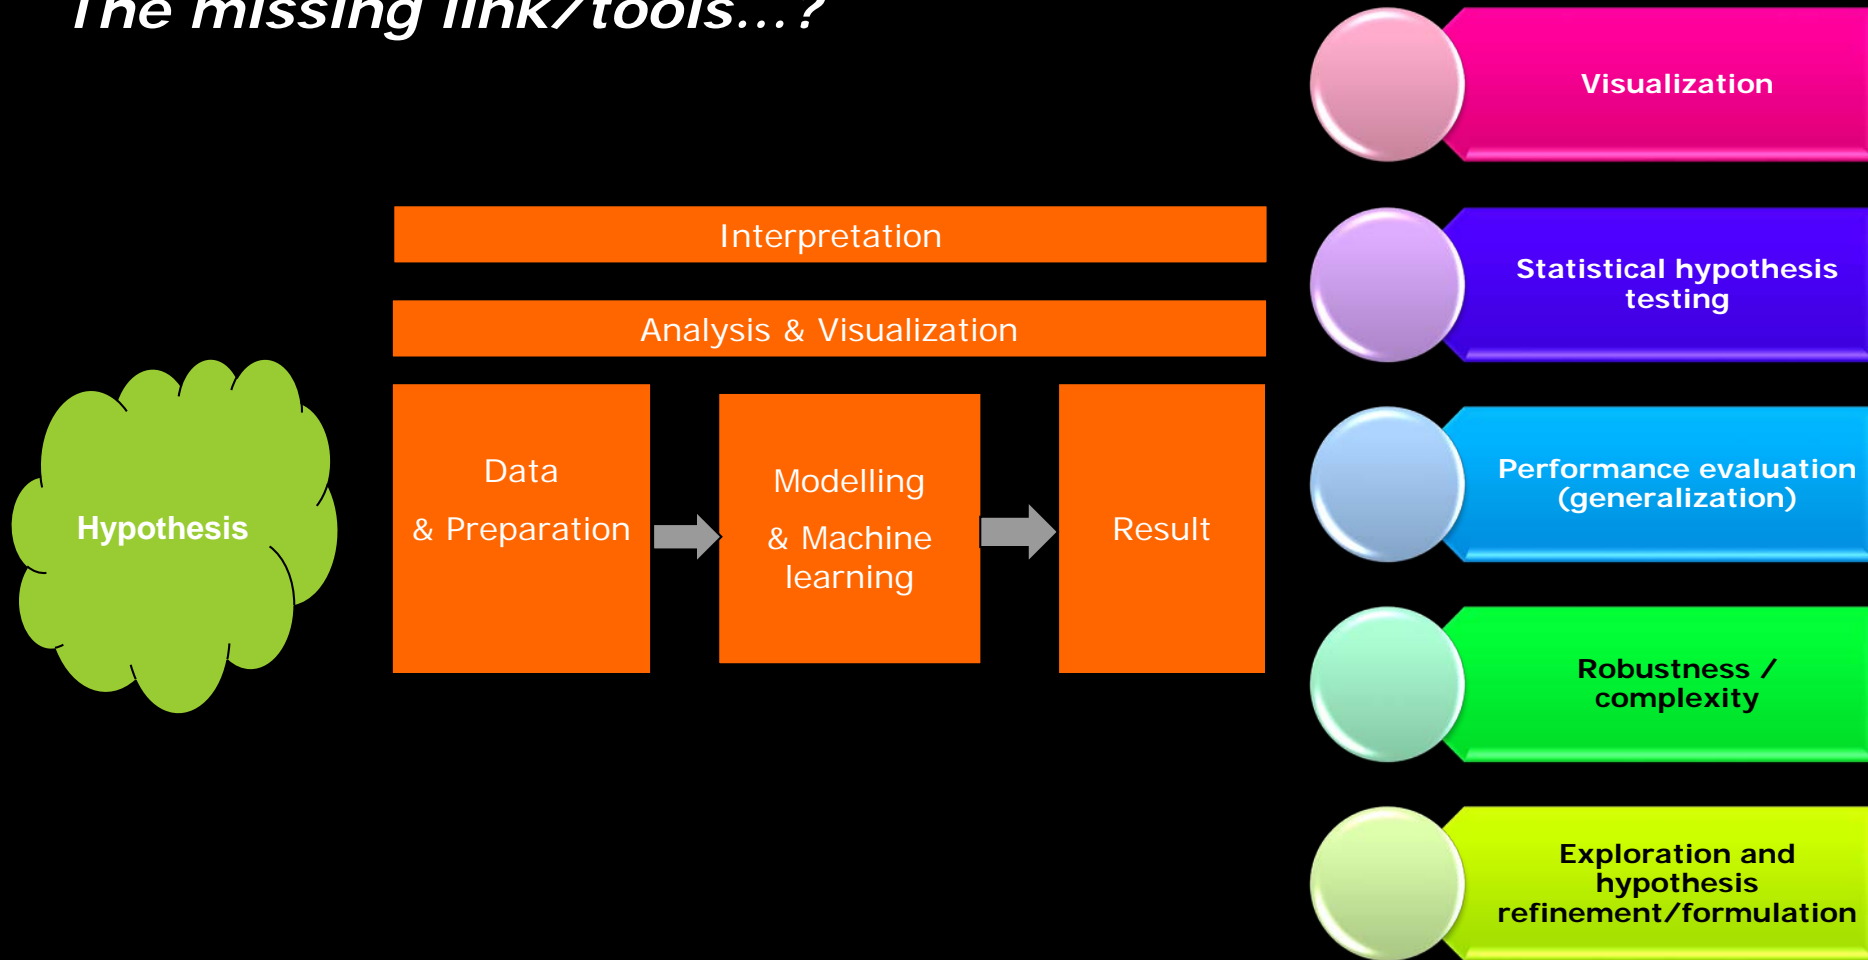 The missing link/tools...?
Interpretation
Analysis & Visualization
Hypothesis
Data
& Preparation
Modelling
& Machine
learning
Result
Visualization
Statistical hypothesis
testing
Performance evaluation
(generalization)
Robustness /
complexity
Exploration and
hypothesis
refinement/formulation